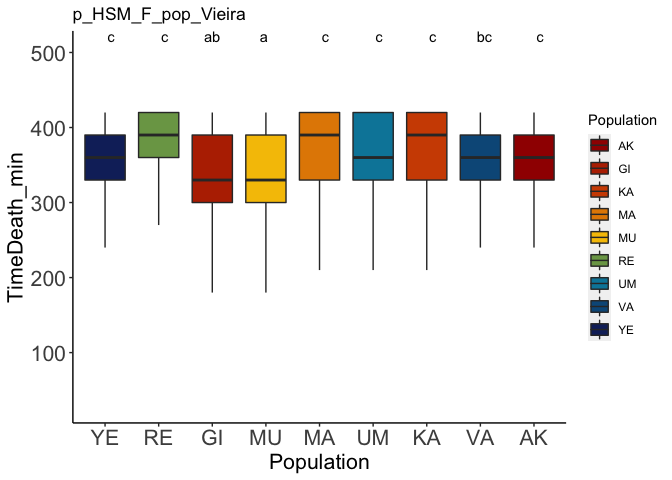 p_HSM_F_pop_Vieira
c c ab a c c c bc c
500
400
300
200
100
TimeDeath_min
YE RE GI MU MA UM KA VA AK
Population
Population
AK
GI
KA
MA
MU
RE
UM
VA
YE